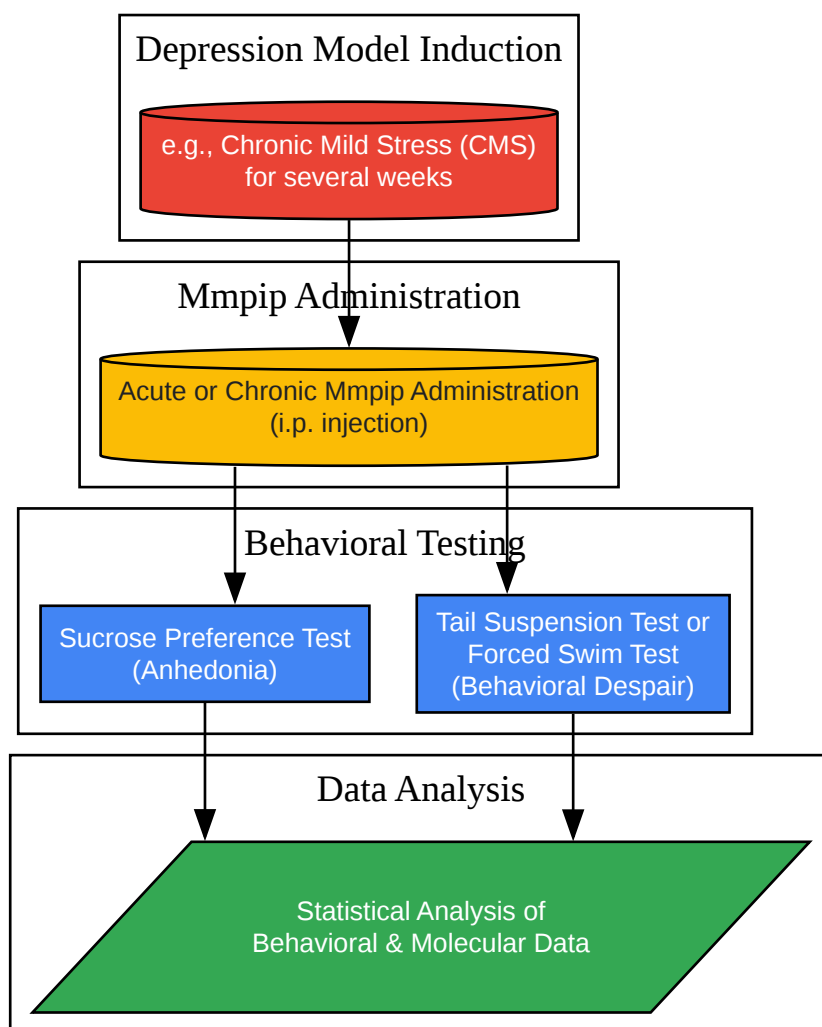 Depression Model Induction
e.g., Chronic Mild Stress (CMS)
for several weeks
Mmpip Administration
Acute or Chronic Mmpip Administration
(i.p. injection)
Behavioral Testing
Sucrose Preference Test
(Anhedonia)
Tail Suspension Test or
Forced Swim Test
(Behavioral Despair)
Data Analysis
Statistical Analysis of
Behavioral & Molecular Data